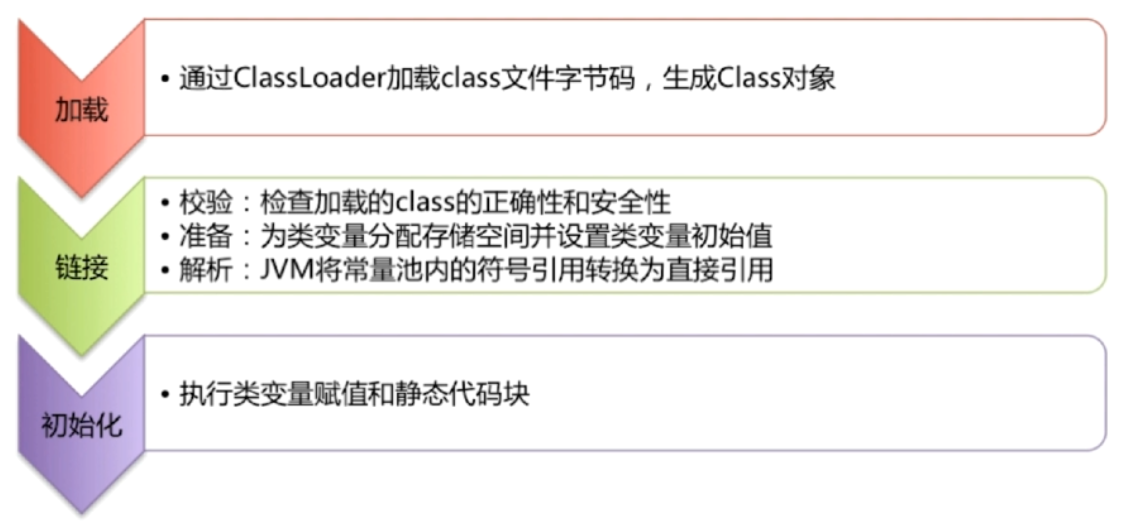 加载
• 通过ClassLoader加载class文件字节码，生成Class对象
链接
• 校验：检查加载的class的正确性和安全性
• 准备：为类变量分配存储空间并设置类变量初始值
• 解析：JVM将常量池内的符号引用转换为直接引用
初始化
• 执行类变量赋值和静态代码块